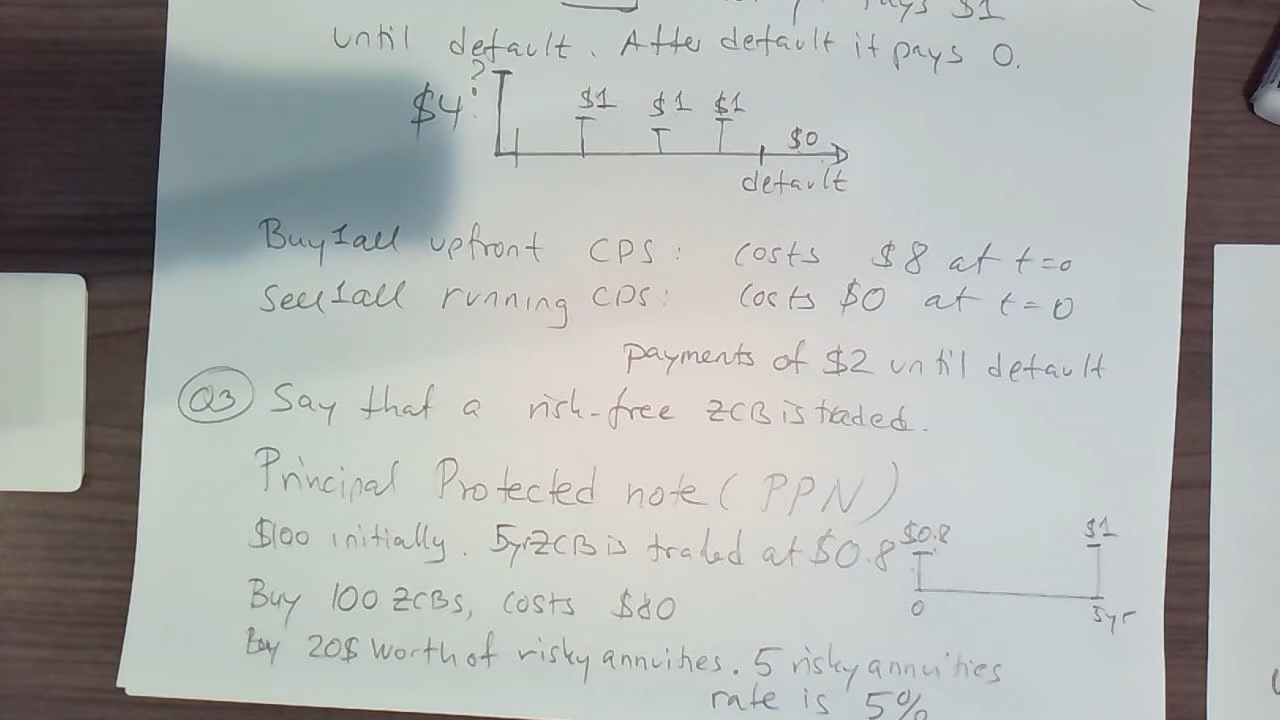 pays $1
until default. After default it pays 0.
?
$4: $1 $1 $1 $0
default
Buy 1 all upfront CDS: costs $8 at t=0
Sell 1 all running CDS: costs $0 at t=0
payments of $2 until default
Q3 Say that a risk-free ZCB is traded.
Principal Protected note (PPN)
$100 initially. 5yr ZCB is traded at $0.8 $0.8 $1
Buy 100 ZCBs, costs $80 0 5yr
Buy 20$ worth of risky annuities. 5 risky annuities
rate is 5%